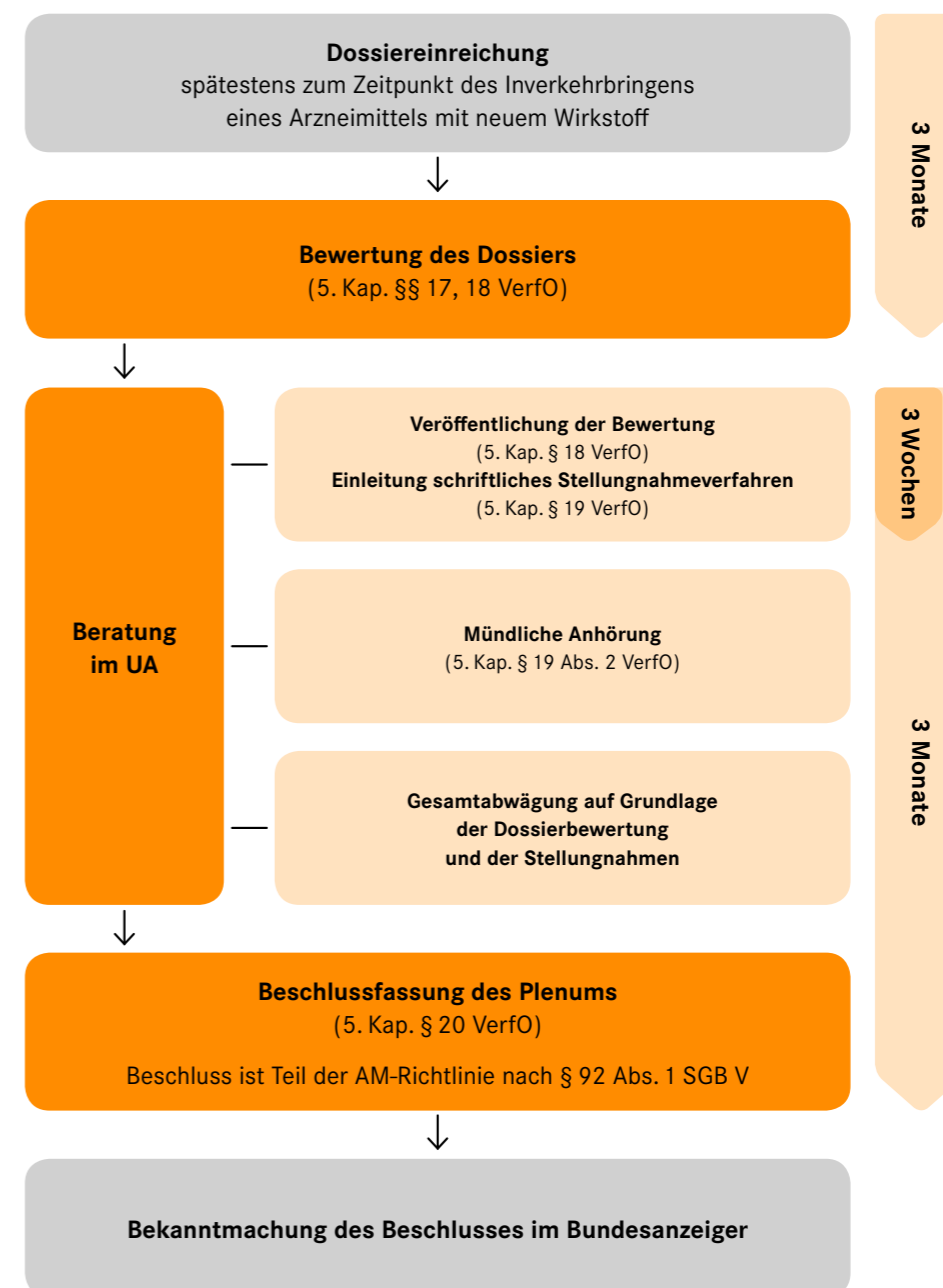 Dossiereinreichung
spätestens zum Zeitpunkt des Inverkehrbringens
eines Arzneimittels mit neuem Wirkstoff
3 Monate
Bewertung des Dossiers
(5. Kap. §§ 17, 18 VerfO)
Beratung
im UA
Veröffentlichung der Bewertung
(5. Kap. § 18 VerfO)
Einleitung schriftliches Stellungnahmeverfahren
(5. Kap. § 19 VerfO)
3 Wochen
Mündliche Anhörung
(5. Kap. § 19 Abs. 2 VerfO)
3 Monate
Gesamtabwägung auf Grundlage
der Dossierbewertung
und der Stellungnahmen
Beschlussfassung des Plenums
(5. Kap. § 20 VerfO)
Beschluss ist Teil der AM-Richtlinie nach § 92 Abs. 1 SGB V
Bekanntmachung des Beschlusses im Bundesanzeiger